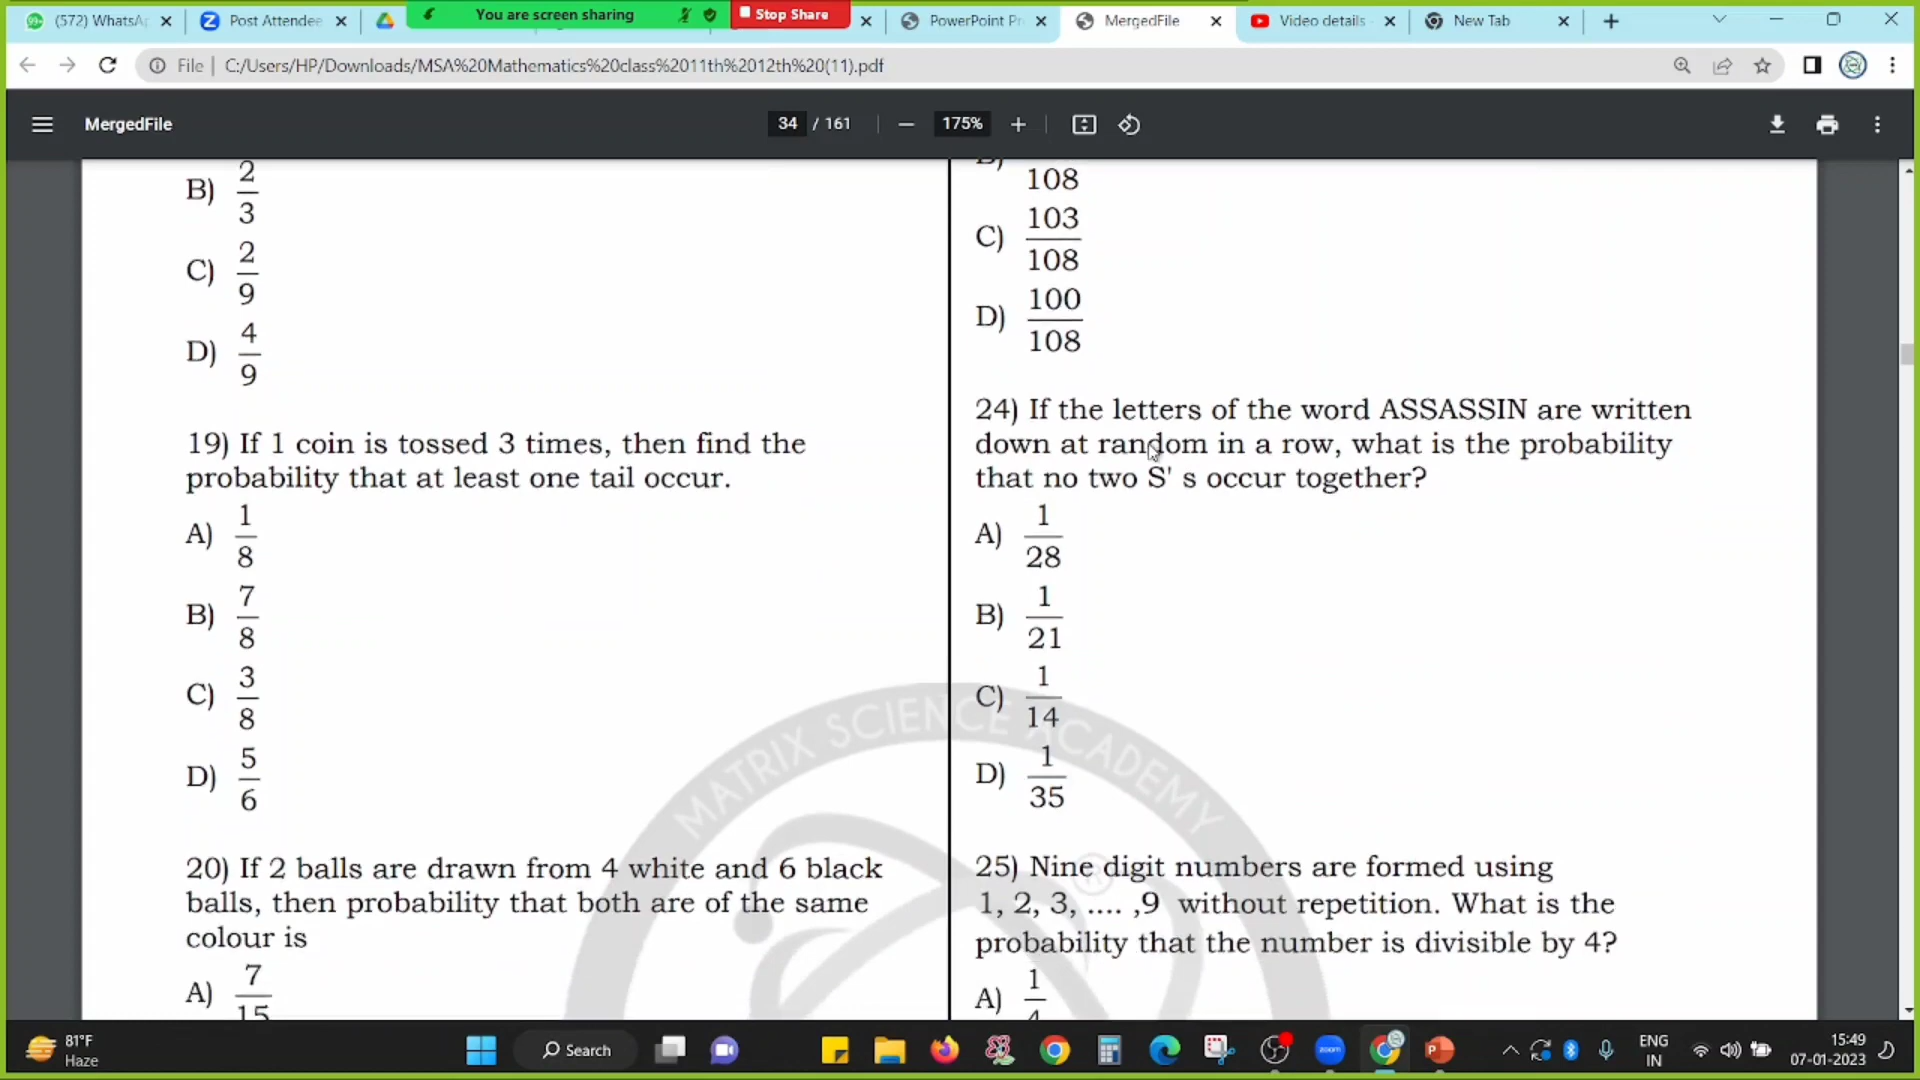 (572) WhatsA
Post Attendee
You are screen sharing
Stop Share
PowerPoint Pr
MergedFile
Video details -
New Tab
File
C:/Users/HP/Downloads/MSA%20Mathematics%20class%2011th%2012th%20(11).pdf
MergedFile
34 / 161
175%
B) 2/3
C) 2/9
D) 4/9
19) If 1 coin is tossed 3 times, then find the
probability that at least one tail occur.
A) 1/8
B) 7/8
C) 3/8
D) 5/6
20) If 2 balls are drawn from 4 white and 6 black
balls, then probability that both are of the same
colour is
A) 7/15
108
C) 103/108
D) 100/108
24) If the letters of the word ASSASSIN are written
down at random in a row, what is the probability
that no two S' s occur together?
A) 1/28
B) 1/21
C) 1/14
D) 1/35
25) Nine digit numbers are formed using
1, 2, 3, .... ,9 without repetition. What is the
probability that the number is divisible by 4?
A) 1/4
MATRIX SCIENCE ACADEMY
®
81°F
Haze
Search
zoom
ENG
IN
15:49
07-01-2023